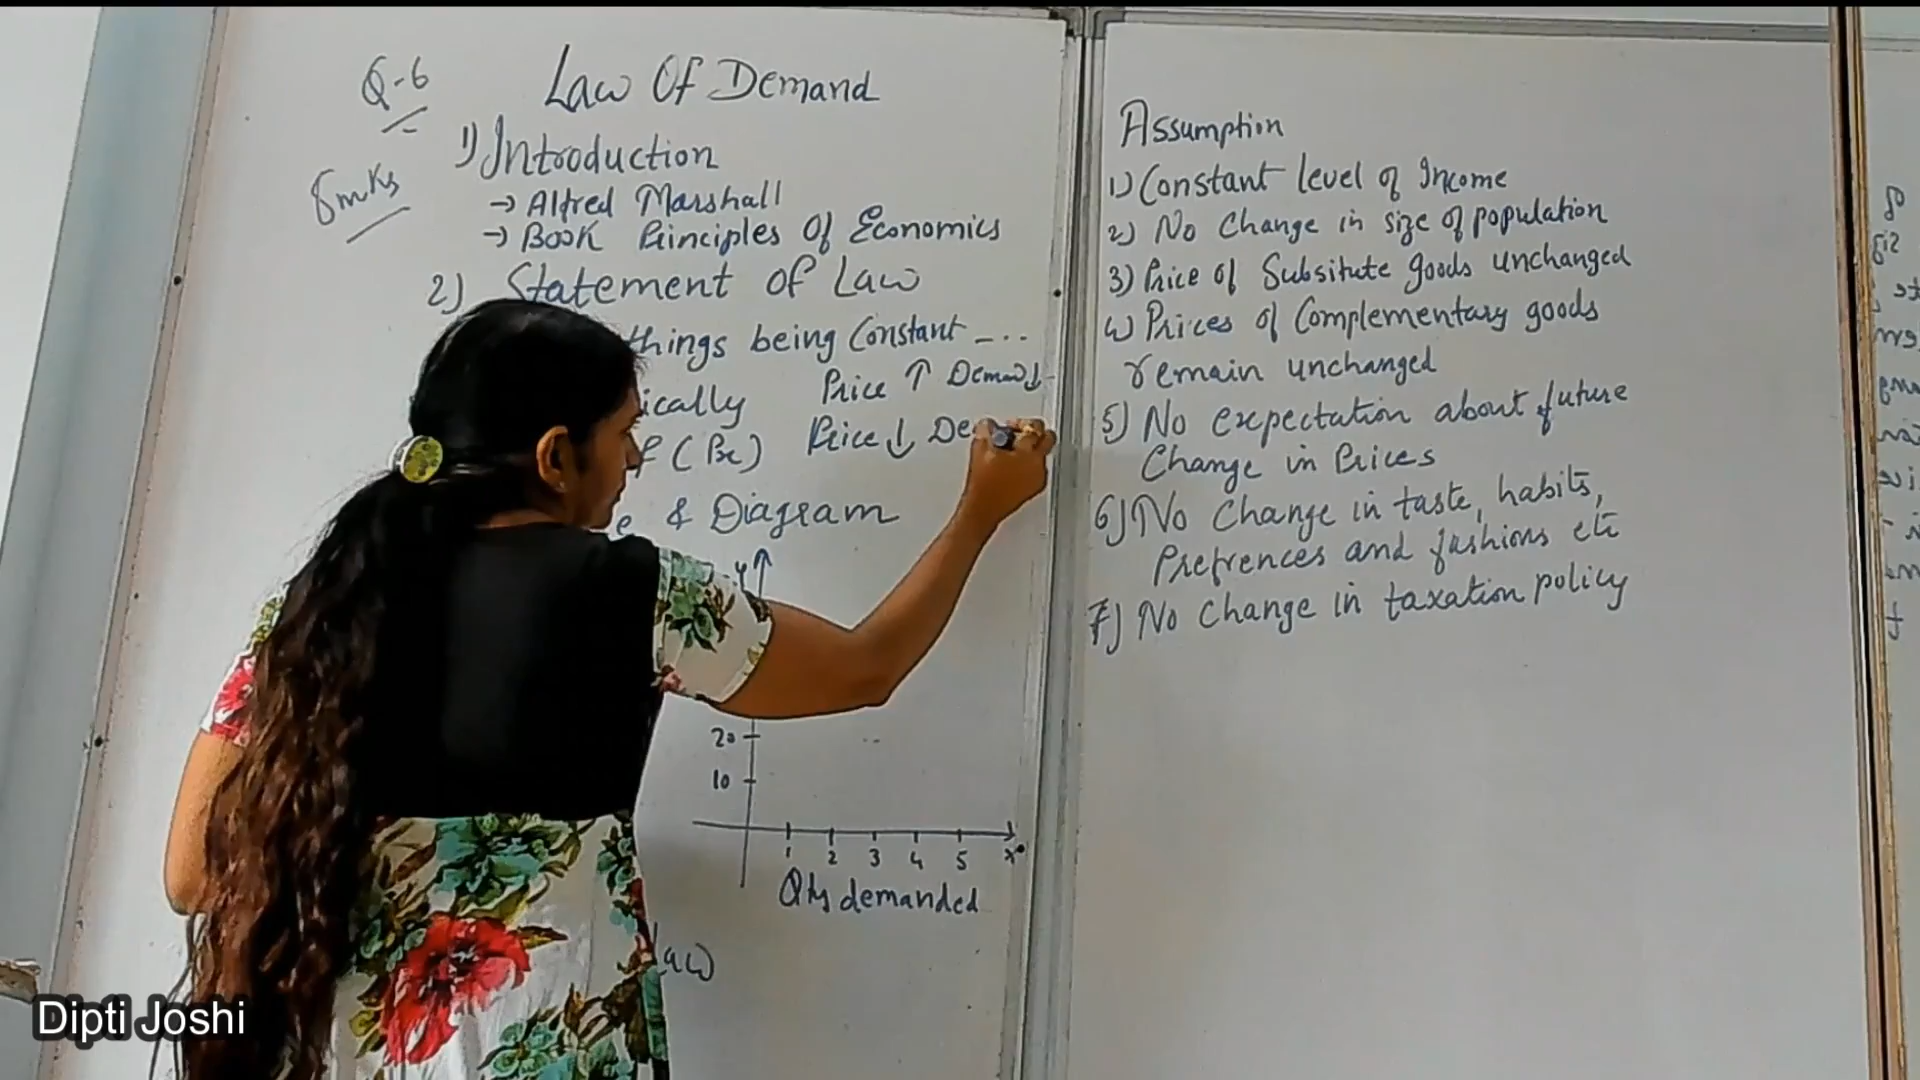 Q-6
Law Of Demand
8mks
1) Introduction
→ Alfred Marshall
→ Book Principles Of Economics
2) Statement of Law
things being Constant _...
Price ↑ Demand↓
Price↓ De
f (Px)
& Diagram
Y↑
20
10
1 2 3 4 5 X
Qty demanded
Law
Assumption
1) Constant level of Income
2) No Change in size of population
3) Price of Subsitute goods unchanged
4) Prices of Complementary goods
remain unchanged
5) No expectation about future
Change in Prices
6) No Change in taste, habits,
Prefrences and fashions etc
7) No Change in taxation policy
Dipti Joshi